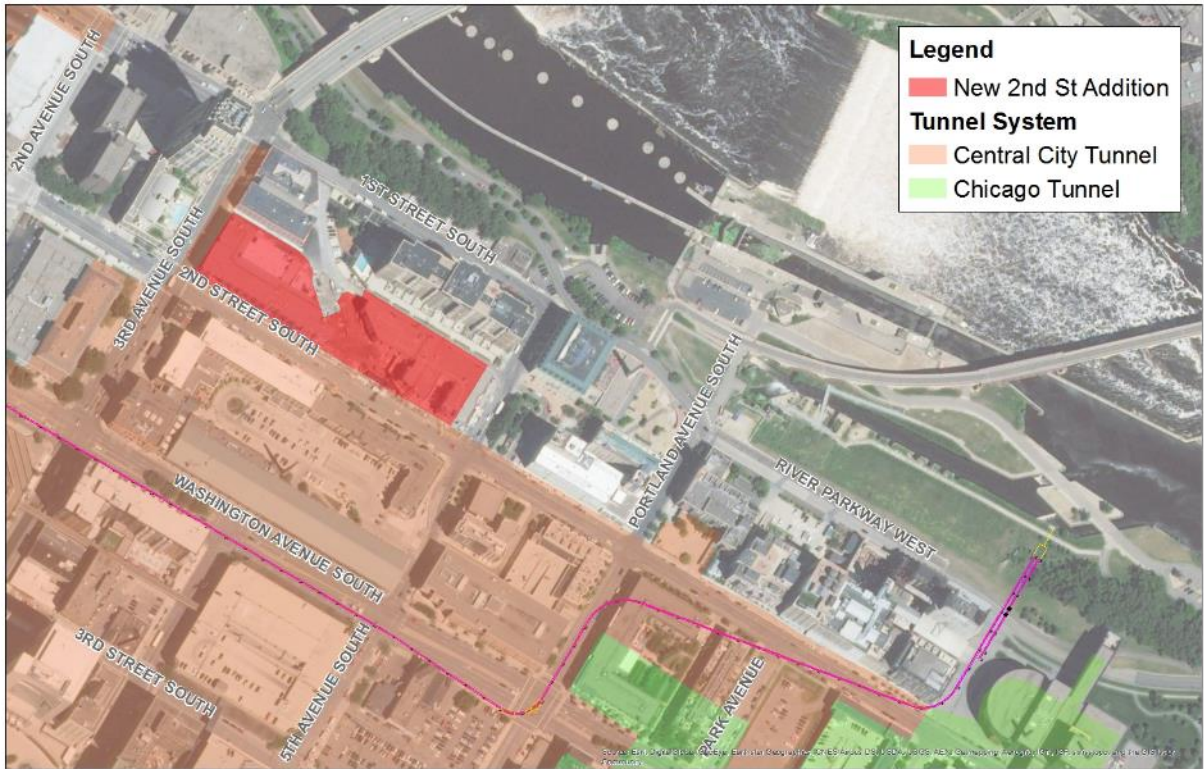 Legend
New 2nd St Addition
Tunnel System
Central City Tunnel
Chicago Tunnel
2ND AVENUE SOUTH
1ST STREET SOUTH
3RD AVENUE SOUTH
2ND STREET SOUTH
PORTLAND AVENUE SOUTH
RIVER PARKWAY WEST
WASHINGTON AVENUE SOUTH
3RD STREET SOUTH
5TH AVENUE SOUTH
PARK AVENUE